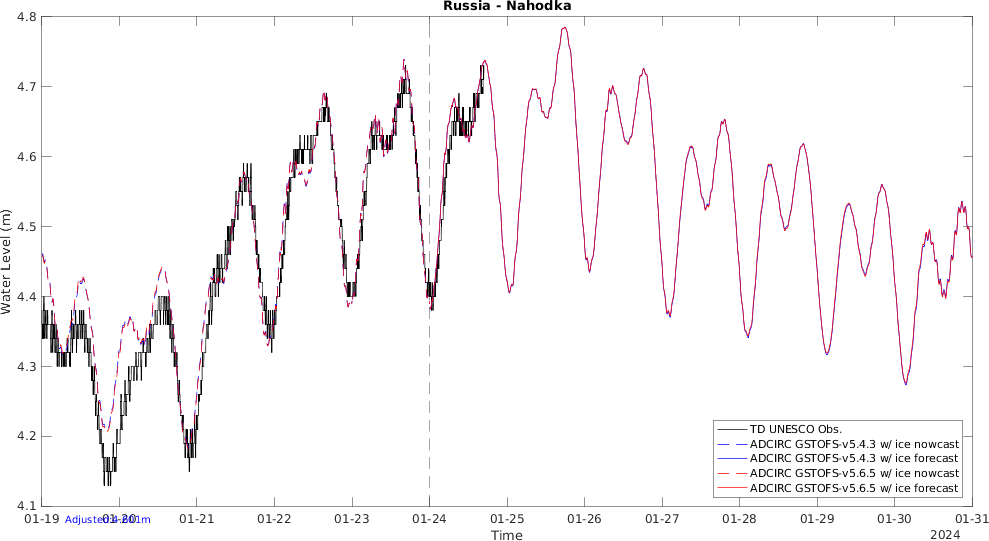 Russia - Nahodka
4.8
4.7
4.6
4.5
4.4
4.3
4.2
4.1
Water Level (m)
TD UNESCO Obs.
ADCIRC GSTOFS-v5.4.3 w/ ice nowcast
ADCIRC GSTOFS-v5.4.3 w/ ice forecast
ADCIRC GSTOFS-v5.6.5 w/ ice nowcast
ADCIRC GSTOFS-v5.6.5 w/ ice forecast
01-19 01-20 01-21 01-22 01-23 01-24 01-25 01-26 01-27 01-28 01-29 01-30 01-31
Adjusted
Time
2024